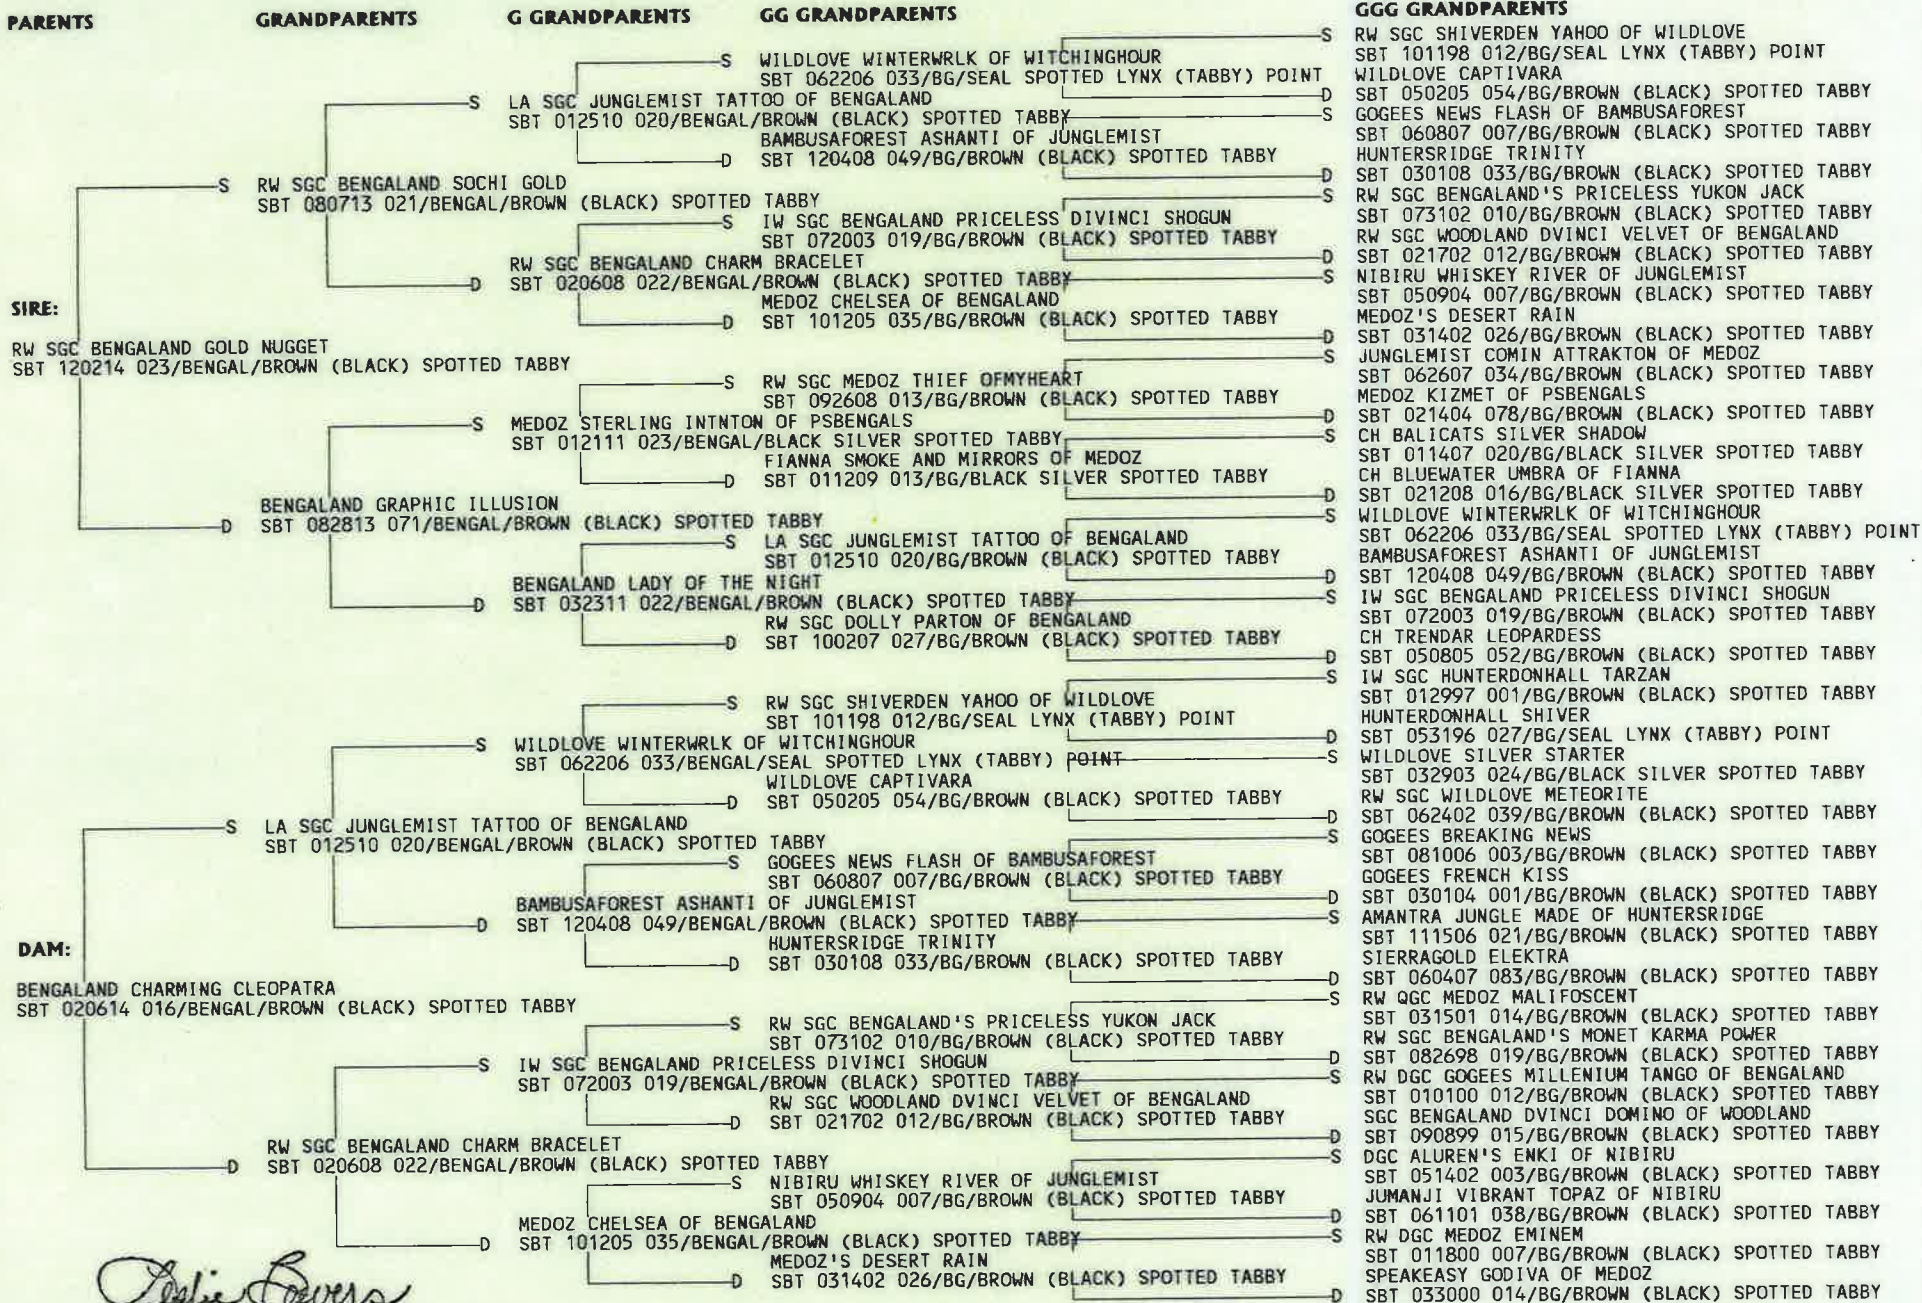 PARENTS GRANDPARENTS G GRANDPARENTS GG GRANDPARENTS GGG GRANDPARENTS
SIRE:
RW SGC BENGALAND GOLD NUGGET
SBT 120214 023/BENGAL/BROWN (BLACK) SPOTTED TABBY
DAM:
BENGALAND CHARMING CLEOPATRA
SBT 020614 016/BENGAL/BROWN (BLACK) SPOTTED TABBY
S RW SGC BENGALAND SOCHI GOLD
SBT 080713 021/BENGAL/BROWN (BLACK) SPOTTED TABBY
BENGALAND GRAPHIC ILLUSION
D SBT 082813 071/BENGAL/BROWN (BLACK) SPOTTED TABBY
S LA SGC JUNGLEMIST TATTOO OF BENGALAND
SBT 012510 020/BENGAL/BROWN (BLACK) SPOTTED TABBY
RW SGC BENGALAND CHARM BRACELET
D SBT 020608 022/BENGAL/BROWN (BLACK) SPOTTED TABBY
S LA SGC JUNGLEMIST TATTOO OF BENGALAND
SBT 012510 020/BENGAL/BROWN (BLACK) SPOTTED TABBY
RW SGC BENGALAND CHARM BRACELET
D SBT 020608 022/BENGAL/BROWN (BLACK) SPOTTED TABBY
S MEDOZ STERLING INTNTON OF PSBENGALS
SBT 012111 023/BENGAL/BLACK SILVER SPOTTED TABBY
BENGALAND LADY OF THE NIGHT
D SBT 032311 022/BENGAL/BROWN (BLACK) SPOTTED TABBY
S WILDLOVE WINTERWRLK OF WITCHINGHOUR
SBT 062206 033/BENGAL/SEAL SPOTTED LYNX (TABBY) POINT
BAMBUSAFOREST ASHANTI OF JUNGLEMIST
D SBT 120408 049/BENGAL/BROWN (BLACK) SPOTTED TABBY
S IW SGC BENGALAND PRICELESS DIVINCI SHOGUN
SBT 072003 019/BENGAL/BROWN (BLACK) SPOTTED TABBY
MEDOZ CHELSEA OF BENGALAND
D SBT 101205 035/BENGAL/BROWN (BLACK) SPOTTED TABBY
S WILDLOVE WINTERWRLK OF WITCHINGHOUR
SBT 062206 033/BG/SEAL SPOTTED LYNX (TABBY) POINT
BAMBUSAFOREST ASHANTI OF JUNGLEMIST
D SBT 120408 049/BG/BROWN (BLACK) SPOTTED TABBY
S IW SGC BENGALAND PRICELESS DIVINCI SHOGUN
SBT 072003 019/BG/BROWN (BLACK) SPOTTED TABBY
MEDOZ CHELSEA OF BENGALAND
D SBT 101205 035/BG/BROWN (BLACK) SPOTTED TABBY
S RW SGC MEDOZ THIEF OFMYHEART
SBT 092608 013/BG/BROWN (BLACK) SPOTTED TABBY
FIANNA SMOKE AND MIRRORS OF MEDOZ
D SBT 011209 013/BG/BLACK SILVER SPOTTED TABBY
S LA SGC JUNGLEMIST TATTOO OF BENGALAND
SBT 012510 020/BG/BROWN (BLACK) SPOTTED TABBY
RW SGC DOLLY PARTON OF BENGALAND
D SBT 100207 027/BG/BROWN (BLACK) SPOTTED TABBY
S RW SGC SHIVERDEN YAHOO OF WILDLOVE
SBT 101198 012/BG/SEAL LYNX (TABBY) POINT
WILDLOVE CAPTIVARA
D SBT 050205 054/BG/BROWN (BLACK) SPOTTED TABBY
S GOGEES NEWS FLASH OF BAMBUSAFOREST
SBT 060807 007/BG/BROWN (BLACK) SPOTTED TABBY
HUNTERSRIDGE TRINITY
D SBT 030108 033/BG/BROWN (BLACK) SPOTTED TABBY
S RW SGC BENGALAND'S PRICELESS YUKON JACK
SBT 073102 010/BG/BROWN (BLACK) SPOTTED TABBY
RW SGC WOODLAND DVINCI VELVET OF BENGALAND
D SBT 021702 012/BG/BROWN (BLACK) SPOTTED TABBY
S NIBIRU WHISKEY RIVER OF JUNGLEMIST
SBT 050904 007/BG/BROWN (BLACK) SPOTTED TABBY
MEDOZ'S DESERT RAIN
D SBT 031402 026/BG/BROWN (BLACK) SPOTTED TABBY
S RW SGC SHIVERDEN YAHOO OF WILDLOVE
SBT 101198 012/BG/SEAL LYNX (TABBY) POINT
WILDLOVE CAPTIVARA
D SBT 050205 054/BG/BROWN (BLACK) SPOTTED TABBY
S GOGEES NEWS FLASH OF BAMBUSAFOREST
SBT 060807 007/BG/BROWN (BLACK) SPOTTED TABBY
HUNTERSRIDGE TRINITY
D SBT 030108 033/BG/BROWN (BLACK) SPOTTED TABBY
S RW SGC BENGALAND'S PRICELESS YUKON JACK
SBT 073102 010/BG/BROWN (BLACK) SPOTTED TABBY
RW SGC WOODLAND DVINCI VELVET OF BENGALAND
D SBT 021702 012/BG/BROWN (BLACK) SPOTTED TABBY
S NIBIRU WHISKEY RIVER OF JUNGLEMIST
SBT 050904 007/BG/BROWN (BLACK) SPOTTED TABBY
MEDOZ'S DESERT RAIN
D SBT 031402 026/BG/BROWN (BLACK) SPOTTED TABBY
S JUNGLEMIST COMIN ATTRAKTON OF MEDOZ
SBT 062607 034/BG/BROWN (BLACK) SPOTTED TABBY
MEDOZ KIZMET OF PSBENGALS
D SBT 021404 078/BG/BROWN (BLACK) SPOTTED TABBY
S CH BALICATS SILVER SHADOW
SBT 011407 020/BG/BLACK SILVER SPOTTED TABBY
CH BLUEWATER UMBRA OF FIANNA
D SBT 021208 016/BG/BLACK SILVER SPOTTED TABBY
S WILDLOVE WINTERWRLK OF WITCHINGHOUR
SBT 062206 033/BG/SEAL SPOTTED LYNX (TABBY) POINT
BAMBUSAFOREST ASHANTI OF JUNGLEMIST
D SBT 120408 049/BG/BROWN (BLACK) SPOTTED TABBY
S IW SGC BENGALAND PRICELESS DIVINCI SHOGUN
SBT 072003 019/BG/BROWN (BLACK) SPOTTED TABBY
CH TRENDAR LEOPARDESS
D SBT 050805 052/BG/BROWN (BLACK) SPOTTED TABBY
S IW SGC HUNTERDONHALL TARZAN
SBT 012997 001/BG/BROWN (BLACK) SPOTTED TABBY
HUNTERDONHALL SHIVER
D SBT 053196 027/BG/SEAL LYNX (TABBY) POINT
S WILDLOVE SILVER STARTER
SBT 032903 024/BG/BLACK SILVER SPOTTED TABBY
RW SGC WILDLOVE METEORITE
D SBT 062402 039/BG/BROWN (BLACK) SPOTTED TABBY
S GOGEES BREAKING NEWS
SBT 081006 003/BG/BROWN (BLACK) SPOTTED TABBY
GOGEES FRENCH KISS
D SBT 030104 001/BG/BROWN (BLACK) SPOTTED TABBY
S AMANTRA JUNGLE MADE OF HUNTERSRIDGE
SBT 111506 021/BG/BROWN (BLACK) SPOTTED TABBY
SIERRAGOLD ELEKTRA
D SBT 060407 083/BG/BROWN (BLACK) SPOTTED TABBY
S RW QGC MEDOZ MALIFOSCENT
SBT 031501 014/BG/BROWN (BLACK) SPOTTED TABBY
RW SGC BENGALAND'S MONET KARMA POWER
D SBT 082698 019/BG/BROWN (BLACK) SPOTTED TABBY
S RW DGC GOGEES MILLENIUM TANGO OF BENGALAND
SBT 010100 012/BG/BROWN (BLACK) SPOTTED TABBY
SGC BENGALAND DVINCI DOMINO OF WOODLAND
D SBT 090899 015/BG/BROWN (BLACK) SPOTTED TABBY
S DGC ALUREN'S ENKI OF NIBIRU
SBT 051402 003/BG/BROWN (BLACK) SPOTTED TABBY
JUMANJI VIBRANT TOPAZ OF NIBIRU
D SBT 061101 038/BG/BROWN (BLACK) SPOTTED TABBY
S RW DGC MEDOZ EMINEM
SBT 011800 007/BG/BROWN (BLACK) SPOTTED TABBY
SPEAKEASY GODIVA OF MEDOZ
D SBT 033000 014/BG/BROWN (BLACK) SPOTTED TABBY
Leslie Bowers